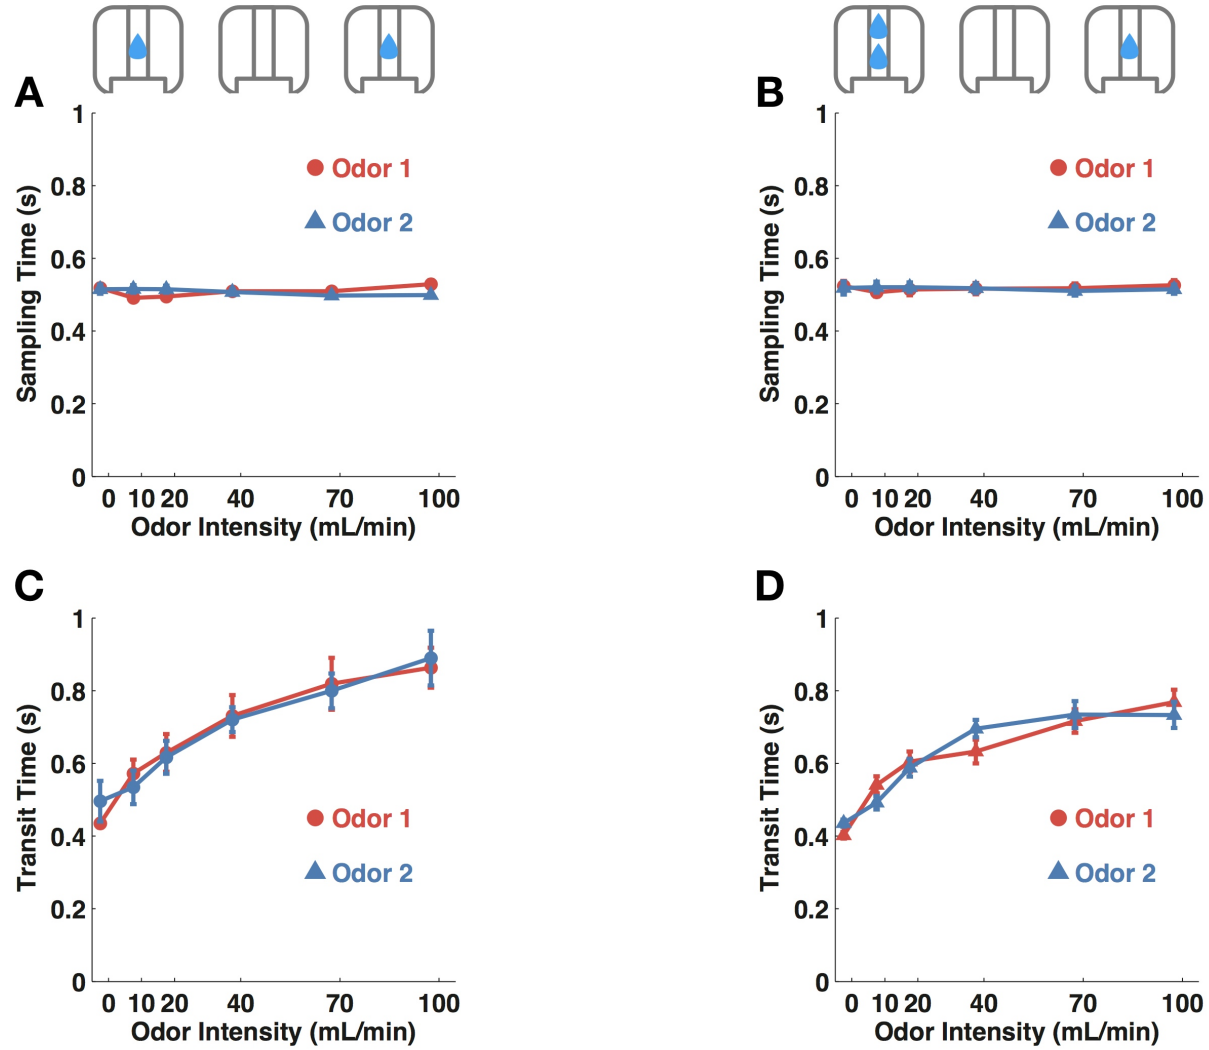 A
1
0.8
0.6
0.4
0.2
0
Sampling Time (s)
Odor 1
Odor 2
0 10 20 40 70 100
Odor Intensity (mL/min)
B
1
0.8
0.6
0.4
0.2
0
Sampling Time (s)
Odor 1
Odor 2
0 10 20 40 70 100
Odor Intensity (mL/min)
C
1
0.8
0.6
0.4
0.2
0
Transit Time (s)
Odor 1
Odor 2
0 10 20 40 70 100
Odor Intensity (mL/min)
D
1
0.8
0.6
0.4
0.2
0
Transit Time (s)
Odor 1
Odor 2
0 10 20 40 70 100
Odor Intensity (mL/min)